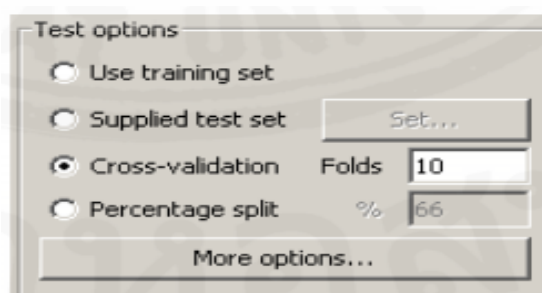 Test options
Use training set
Supplied test set Set...
Cross-validation Folds 10
Percentage split % 66
More options...